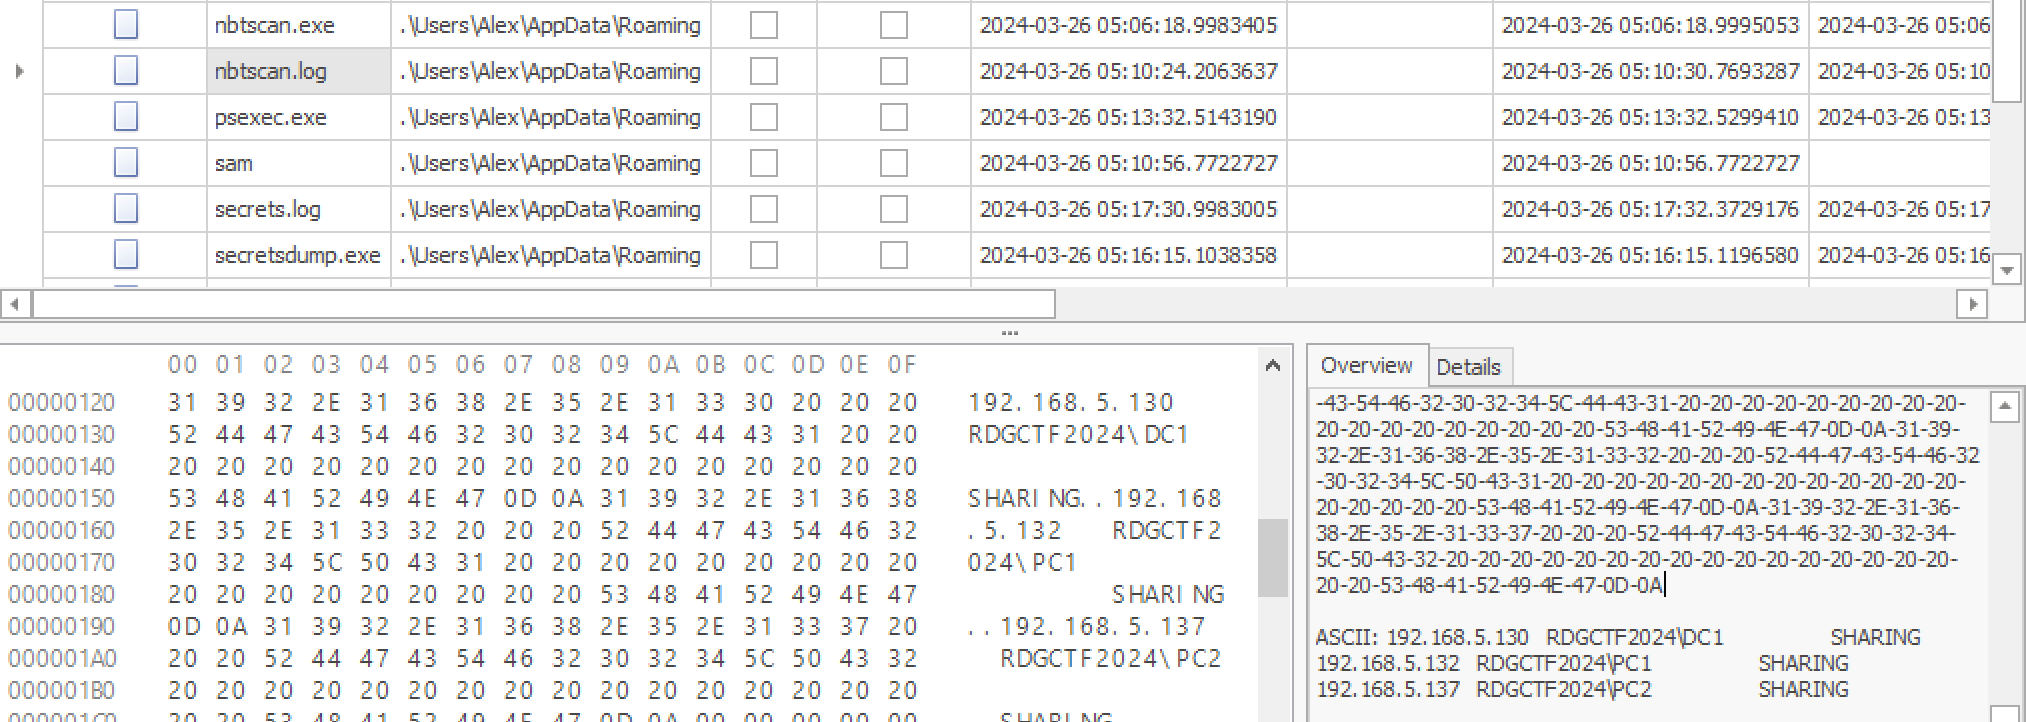 nbtscan.exe .\Users\Alex\AppData\Roaming 2024-03-26 05:06:18.9983405 2024-03-26 05:06:18.9995053 2024-03-26 05:06
nbtscan.log .\Users\Alex\AppData\Roaming 2024-03-26 05:10:24.2063637 2024-03-26 05:10:30.7693287 2024-03-26 05:10
psexec.exe .\Users\Alex\AppData\Roaming 2024-03-26 05:13:32.5143190 2024-03-26 05:13:32.5299410 2024-03-26 05:13
sam .\Users\Alex\AppData\Roaming 2024-03-26 05:10:56.7722727 2024-03-26 05:10:56.7722727
secrets.log .\Users\Alex\AppData\Roaming 2024-03-26 05:17:30.9983005 2024-03-26 05:17:32.3729176 2024-03-26 05:17
secretsdump.exe .\Users\Alex\AppData\Roaming 2024-03-26 05:16:15.1038358 2024-03-26 05:16:15.1196580 2024-03-26 05:16
00 01 02 03 04 05 06 07 08 09 0A 0B 0C 0D 0E 0F
00000120 31 39 32 2E 31 36 38 2E 35 2E 31 33 30 20 20 20 192.168.5.130
00000130 52 44 47 43 54 46 32 30 32 34 5C 44 43 31 20 20 RDGCTF2024\DC1
00000140 20 20 20 20 20 20 20 20 20 20 20 20 20 20 20 20
00000150 53 48 41 52 49 4E 47 0D 0A 31 39 32 2E 31 36 38 SHARING..192.168
00000160 2E 35 2E 31 33 32 20 20 20 52 44 47 43 54 46 32 .5.132 RDGCTF2
00000170 30 32 34 5C 50 43 31 20 20 20 20 20 20 20 20 20 024\PC1
00000180 20 20 20 20 20 20 20 20 20 53 48 41 52 49 4E 47 SHARING
00000190 0D 0A 31 39 32 2E 31 36 38 2E 35 2E 31 33 37 20 ..192.168.5.137
000001A0 20 20 52 44 47 43 54 46 32 30 32 34 5C 50 43 32 RDGCTF2024\PC2
000001B0 20 20 20 20 20 20 20 20 20 20 20 20 20 20 20 20
000001C0 20 20 53 48 41 52 49 4E 47 0D 0A 00 00 00 00 00 SHARING
Overview Details
-43-54-46-32-30-32-34-5C-44-43-31-20-20-20-20-20-20-20-20-20-
20-20-20-20-20-20-20-20-20-53-48-41-52-49-4E-47-0D-0A-31-39-
32-2E-31-36-38-2E-35-2E-31-33-32-20-20-20-52-44-47-43-54-46-32
-30-32-34-5C-50-43-31-20-20-20-20-20-20-20-20-20-20-20-20-20-
20-20-20-20-20-53-48-41-52-49-4E-47-0D-0A-31-39-32-2E-31-36-
38-2E-35-2E-31-33-37-20-20-20-52-44-47-43-54-46-32-30-32-34-
5C-50-43-32-20-20-20-20-20-20-20-20-20-20-20-20-20-20-20-20-
20-20-53-48-41-52-49-4E-47-0D-0A
ASCII: 192.168.5.130 RDGCTF2024\DC1 SHARING
192.168.5.132 RDGCTF2024\PC1 SHARING
192.168.5.137 RDGCTF2024\PC2 SHARING